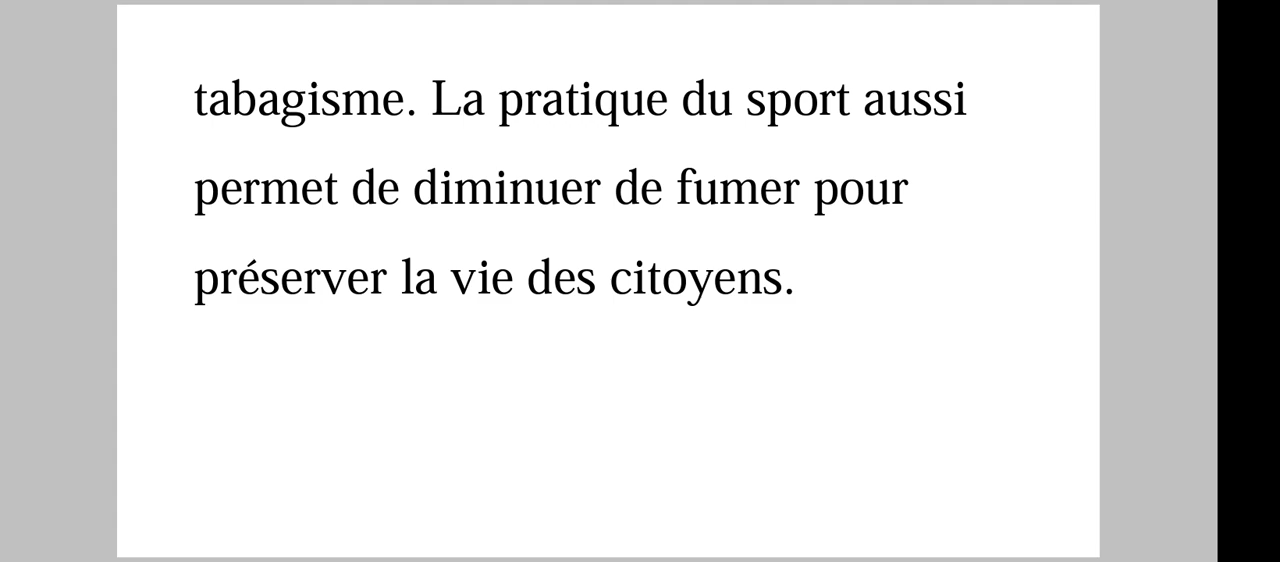 tabagisme. La pratique du sport aussi
permet de diminuer de fumer pour
préserver la vie des citoyens.